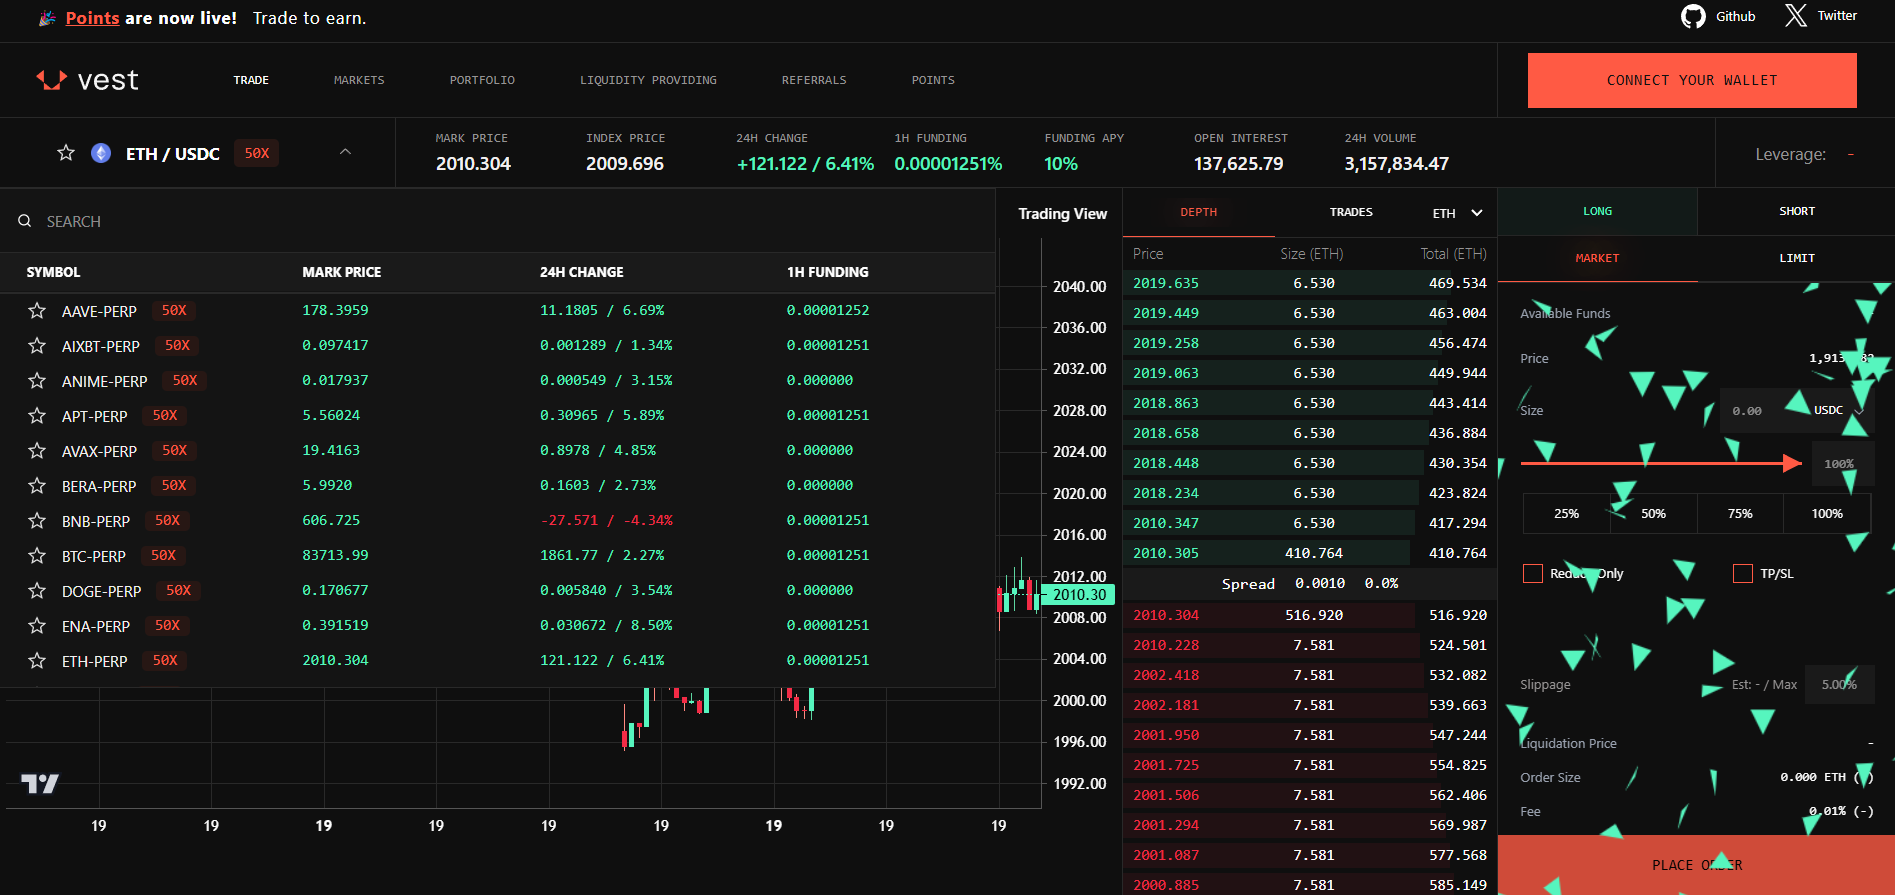 🎉 Points are now live! Trade to earn.
Github
Twitter
vest
TRADE MARKETS PORTFOLIO LIQUIDITY PROVIDING REFERRALS POINTS
CONNECT YOUR WALLET
ETH / USDC 50X
MARK PRICE INDEX PRICE 24H CHANGE 1H FUNDING FUNDING APY OPEN INTEREST 24H VOLUME
2010.304 2009.696 +121.122 / 6.41% 0.00001251% 10% 137,625.79 3,157,834.47
Leverage: -
SEARCH
SYMBOL MARK PRICE 24H CHANGE 1H FUNDING
AAVE-PERP 50X 178.3959 11.1805 / 6.69% 0.00001252
AIXBT-PERP 50X 0.097417 0.001289 / 1.34% 0.00001251
ANIME-PERP 50X 0.017937 0.000549 / 3.15% 0.000000
APT-PERP 50X 5.56024 0.30965 / 5.89% 0.00001251
AVAX-PERP 50X 19.4163 0.8978 / 4.85% 0.000000
BERA-PERP 50X 5.9920 0.1603 / 2.73% 0.000000
BNB-PERP 50X 606.725 -27.571 / -4.34% 0.00001251
BTC-PERP 50X 83713.99 1861.77 / 2.27% 0.00001251
DOGE-PERP 50X 0.170677 0.005840 / 3.54% 0.000000
ENA-PERP 50X 0.391519 0.030672 / 8.50% 0.00001251
ETH-PERP 50X 2010.304 121.122 / 6.41% 0.00001251
Trading View
2040.00
2036.00
2032.00
2028.00
2024.00
2020.00
2016.00
2012.00
2010.30
2008.00
2004.00
2000.00
1996.00
1992.00
19 19 19 19 19 19 19 19 19
DEPTH TRADES ETH
Price Size (ETH) Total (ETH)
2019.635 6.530 469.534
2019.449 6.530 463.004
2019.258 6.530 456.474
2019.063 6.530 449.944
2018.863 6.530 443.414
2018.658 6.530 436.884
2018.448 6.530 430.354
2018.234 6.530 423.824
2010.347 6.530 417.294
2010.305 410.764 410.764
Spread 0.0010 0.0%
2010.304 516.920 516.920
2010.228 7.581 524.501
2002.418 7.581 532.082
2002.181 7.581 539.663
2001.950 7.581 547.244
2001.725 7.581 554.825
2001.506 7.581 562.406
2001.294 7.581 569.987
2001.087 7.581 577.568
2000.885 7.581 585.149
LONG SHORT
MARKET LIMIT
Available Funds
Price
Size 0.00 USDC
100%
25% 50% 75% 100%
Reduce Only TP/SL
Slippage Est: - / Max 5.00%
Liquidation Price -
Order Size 0.000 ETH (-)
Fee 0.01% (-)
PLACE ORDER